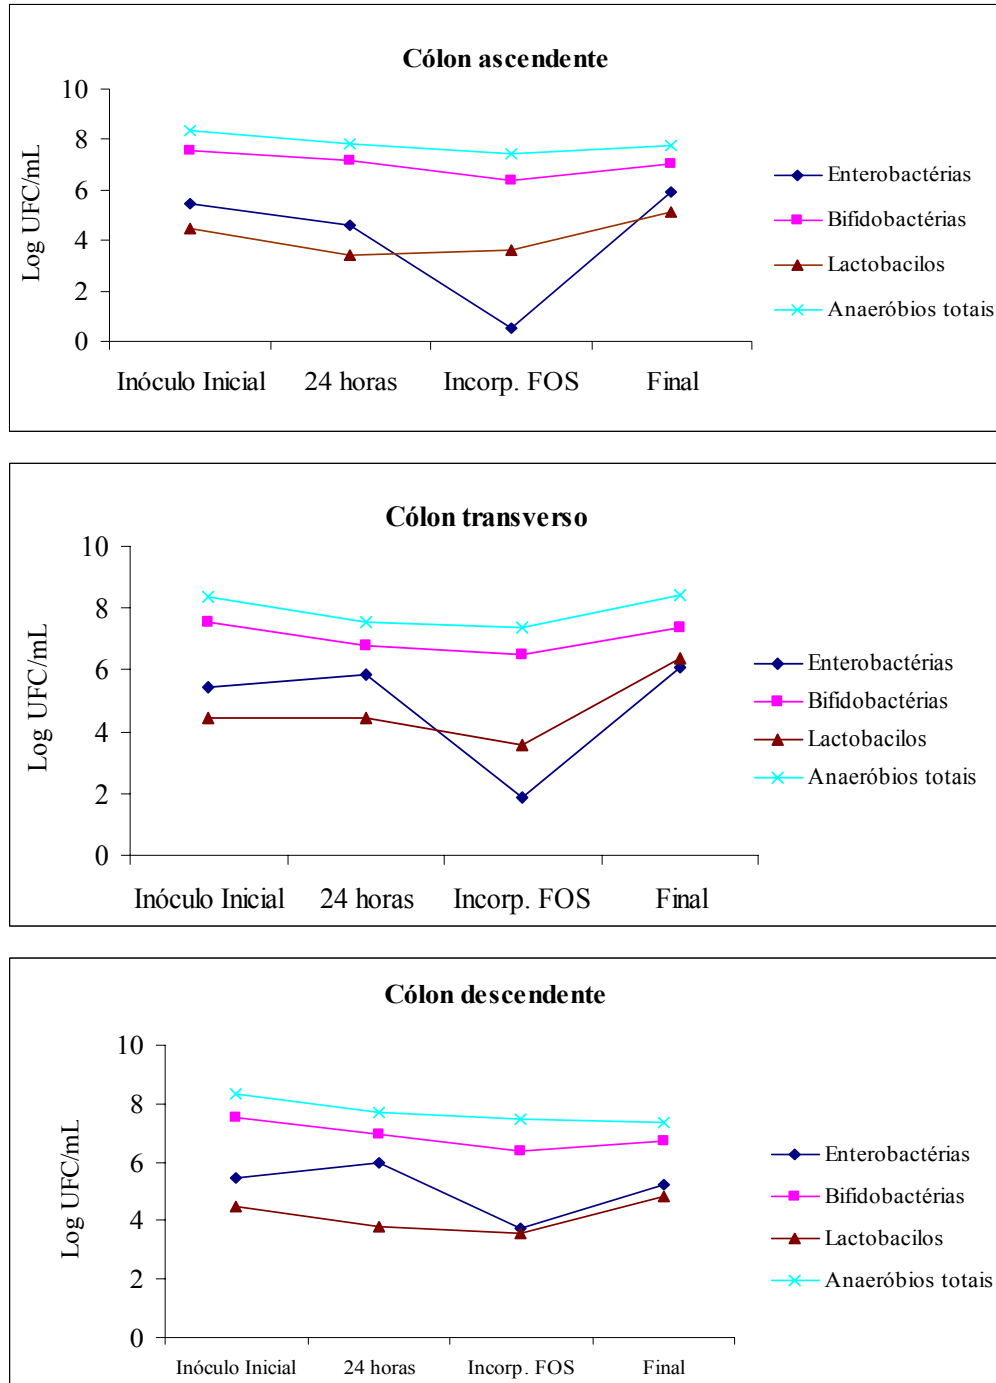 Cólon ascendente
10
8
6
4
2
0
Log UFC/mL
Inóculo Inicial 24 horas Incorp. FOS Final
Enterobactérias
Bifidobactérias
Lactobacilos
Anaeróbios totais
Cólon transverso
10
8
6
4
2
0
Log UFC/mL
Inóculo Inicial 24 horas Incorp. FOS Final
Enterobactérias
Bifidobactérias
Lactobacilos
Anaeróbios totais
Cólon descendente
10
8
6
4
2
0
Log UFC/mL
Inóculo Inicial 24 horas Incorp. FOS Final
Enterobactérias
Bifidobactérias
Lactobacilos
Anaeróbios totais